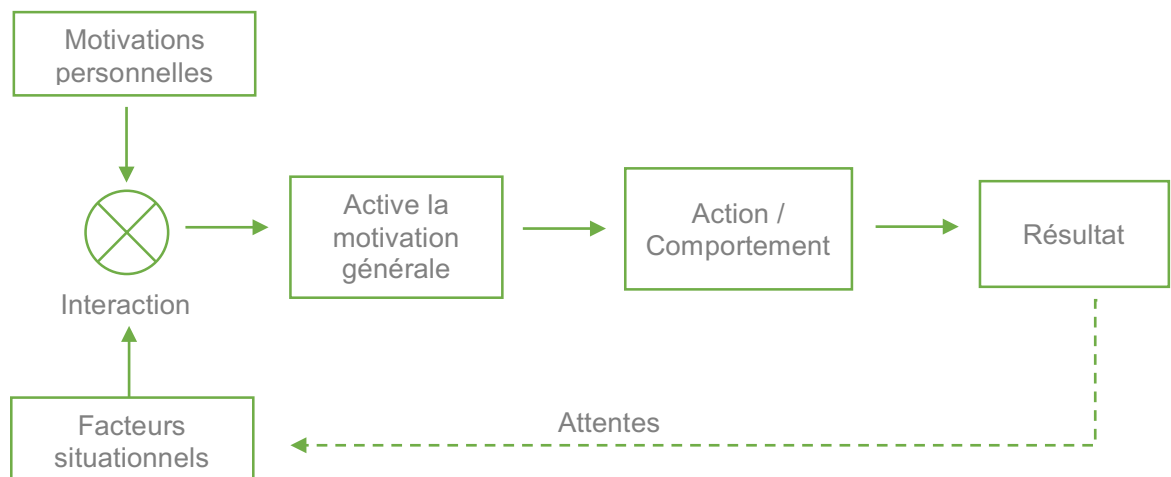 Motivations
personnelles
Active la
motivation
générale
Action /
Comportement
Résultat
Interaction
Facteurs
situationnels
Attentes